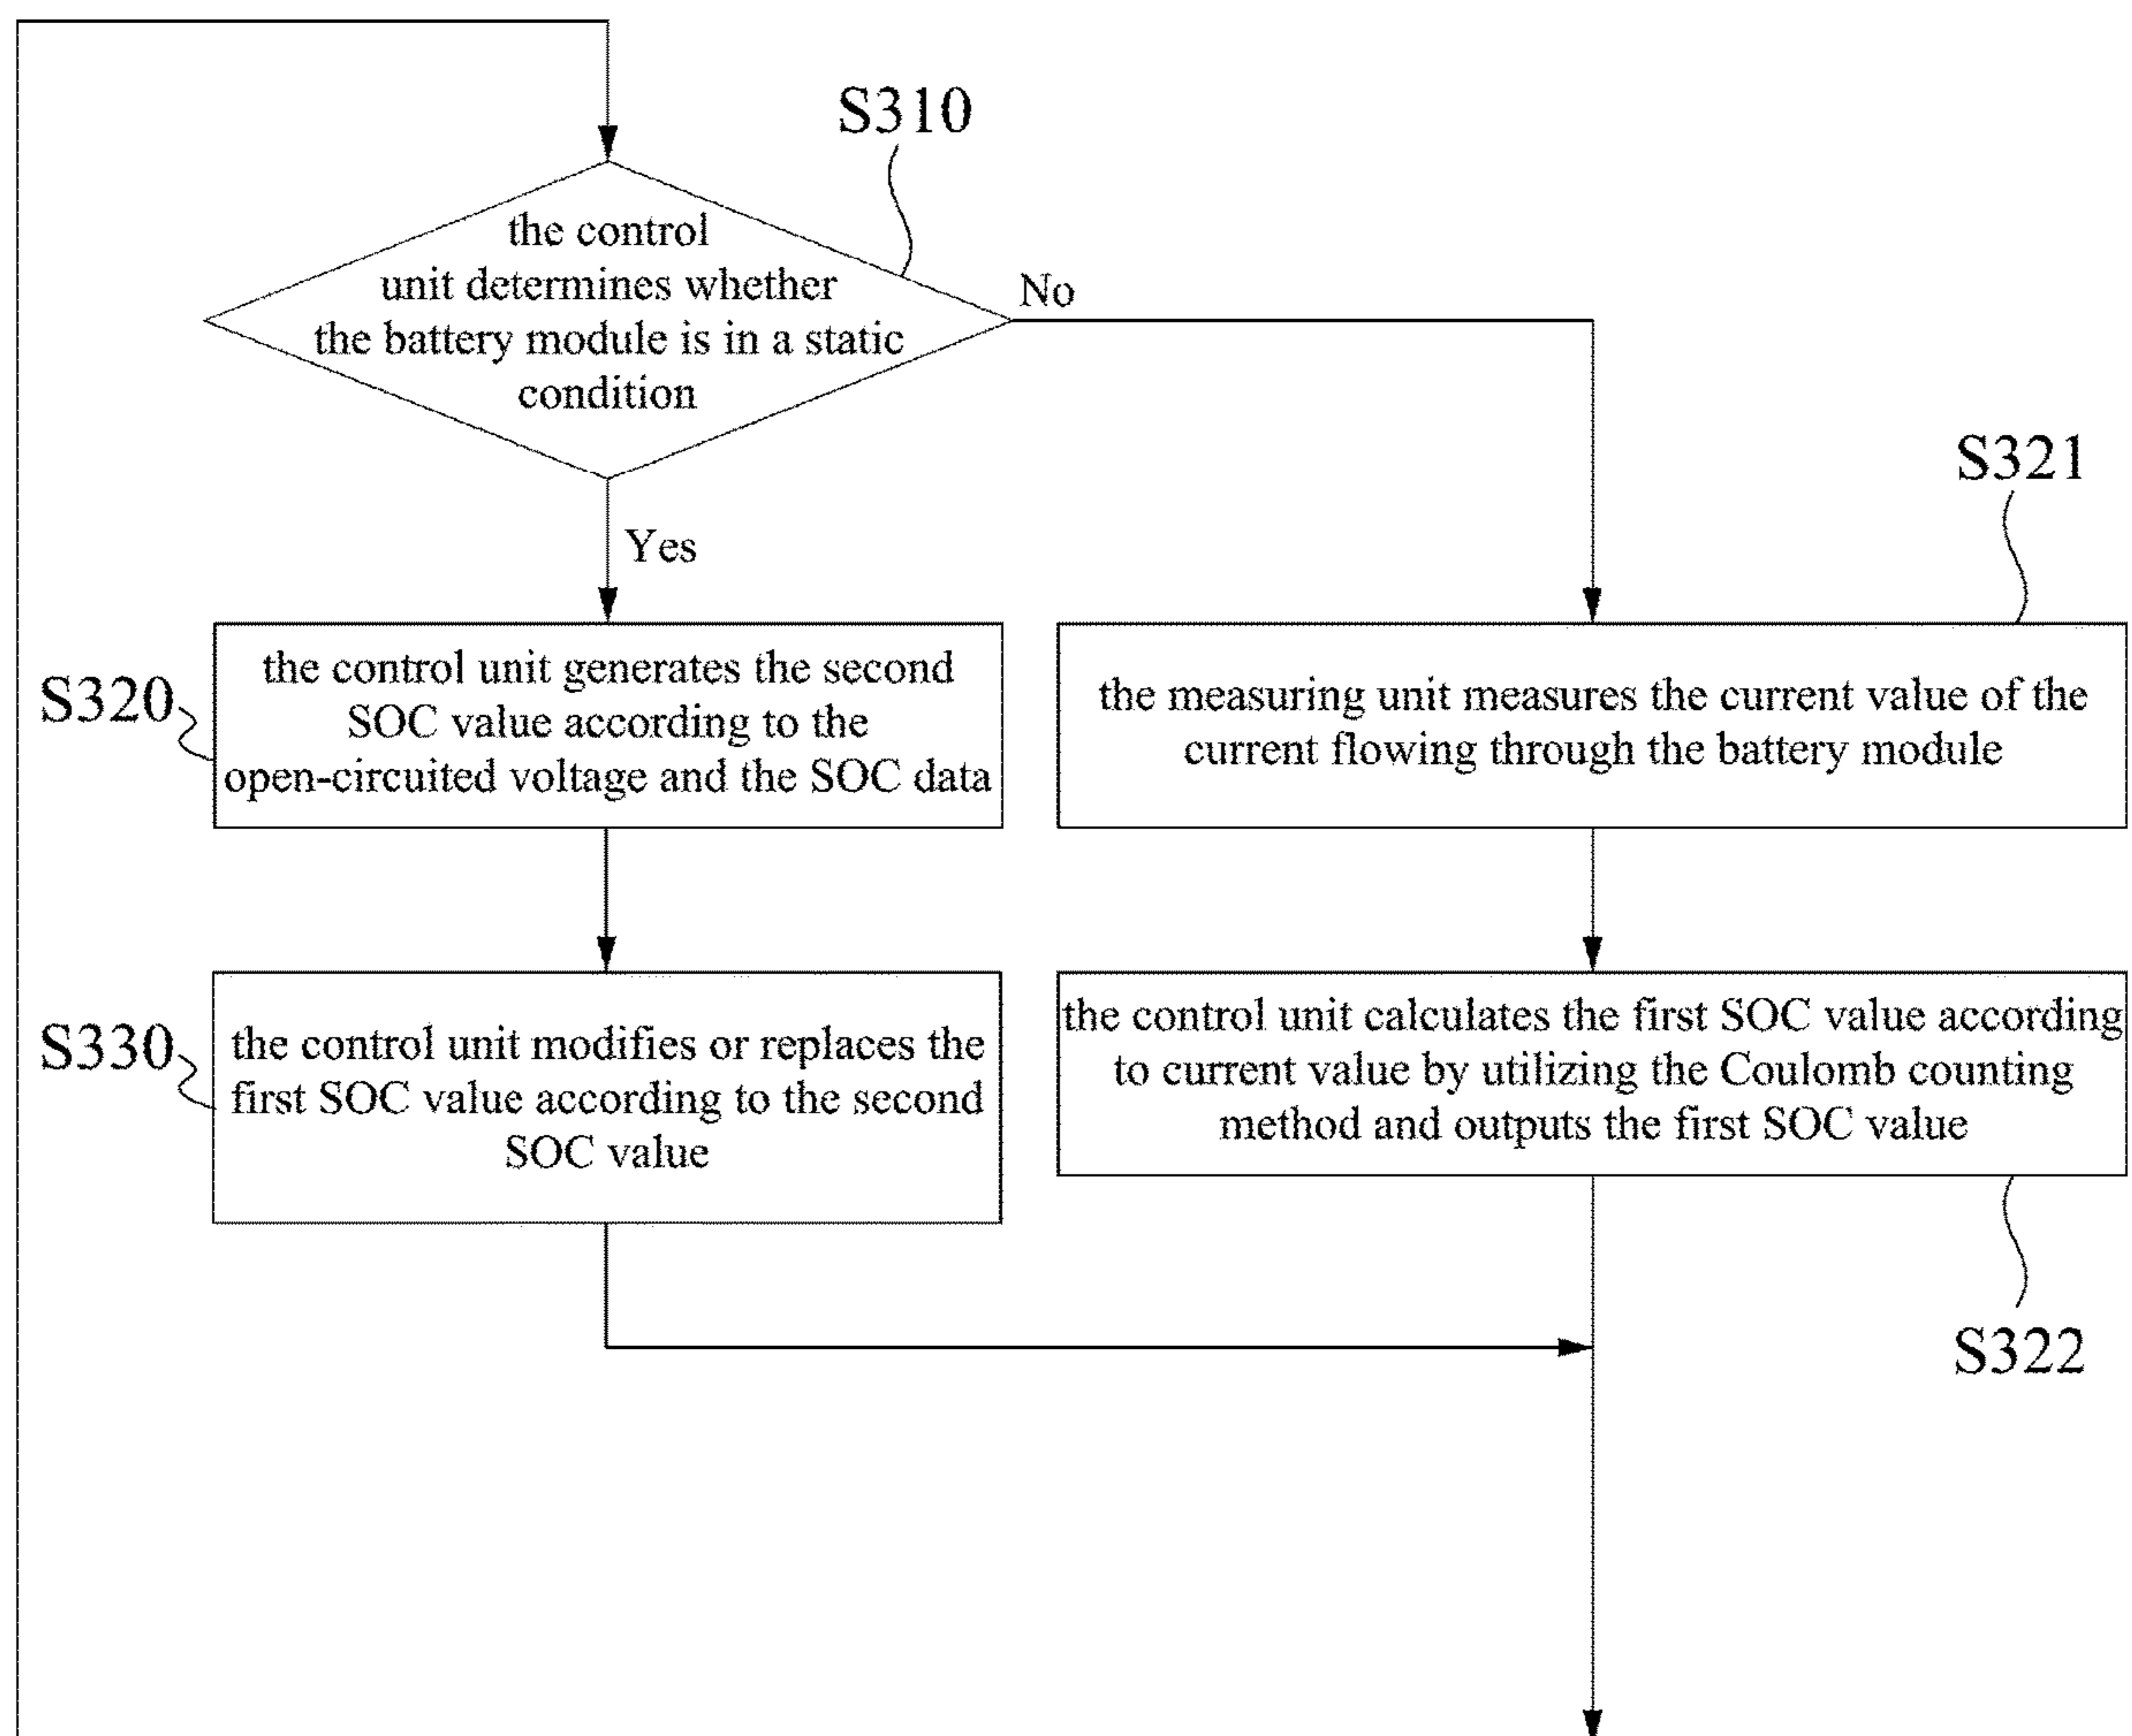 S310
the control
unit determines whether
the battery module is in a static
condition
No
Yes
S321
S320
the control unit generates the second
SOC value according to the
open-circuited voltage and the SOC data
the measuring unit measures the current value of the
current flowing through the battery module
S330
the control unit modifies or replaces the
first SOC value according to the second
SOC value
the control unit calculates the first SOC value according
to current value by utilizing the Coulomb counting
method and outputs the first SOC value
S322